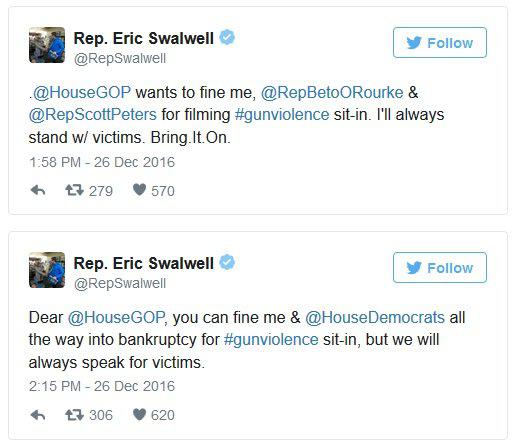 Rep. Eric Swalwell
@RepSwalwell
Follow
.@HouseGOP wants to fine me, @RepBetoORourke &
@RepScottPeters for filming #gunviolence sit-in. I'll always
stand w/ victims. Bring.It.On.
1:58 PM - 26 Dec 2016
279 570
Rep. Eric Swalwell
@RepSwalwell
Follow
Dear @HouseGOP, you can fine me & @HouseDemocrats all
the way into bankruptcy for #gunviolence sit-in, but we will
always speak for victims.
2:15 PM - 26 Dec 2016
306 620